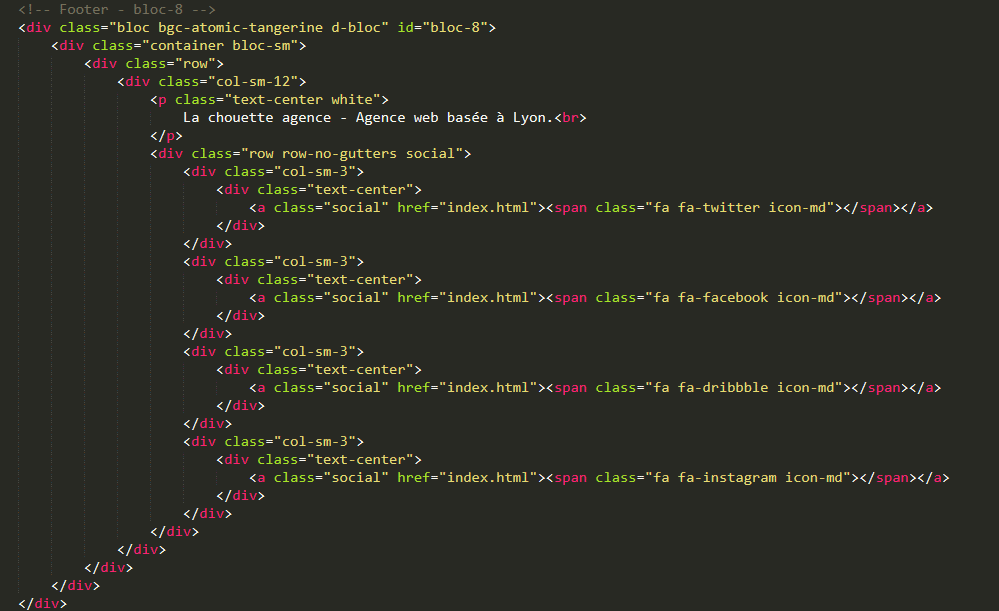 <!-- Footer - bloc-8 -->
<div class="bloc bgc-atomic-tangerine d-bloc" id="bloc-8">
    <div class="container bloc-sm">
        <div class="row">
            <div class="col-sm-12">
                <p class="text-center white">
                    La chouette agence - Agence web basée à Lyon.<br>
                </p>
                <div class="row row-no-gutters social">
                    <div class="col-sm-3">
                        <div class="text-center">
                            <a class="social" href="index.html"><span class="fa fa-twitter icon-md"></span></a>
                        </div>
                    </div>
                    <div class="col-sm-3">
                        <div class="text-center">
                            <a class="social" href="index.html"><span class="fa fa-facebook icon-md"></span></a>
                        </div>
                    </div>
                    <div class="col-sm-3">
                        <div class="text-center">
                            <a class="social" href="index.html"><span class="fa fa-dribbble icon-md"></span></a>
                        </div>
                    </div>
                    <div class="col-sm-3">
                        <div class="text-center">
                            <a class="social" href="index.html"><span class="fa fa-instagram icon-md"></span></a>
                        </div>
                    </div>
                </div>
            </div>
        </div>
    </div>
</div>